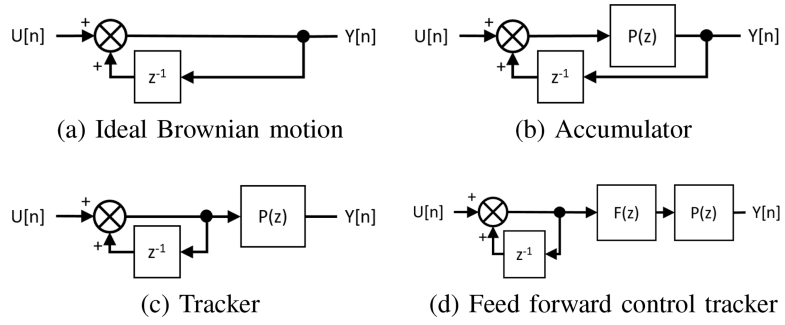 U[n] + + z⁻¹ Y[n]
(a) Ideal Brownian motion
U[n] + + P(z) z⁻¹ Y[n]
(b) Accumulator
U[n] + + z⁻¹ P(z) Y[n]
(c) Tracker
U[n] + + z⁻¹ F(z) P(z) Y[n]
(d) Feed forward control tracker